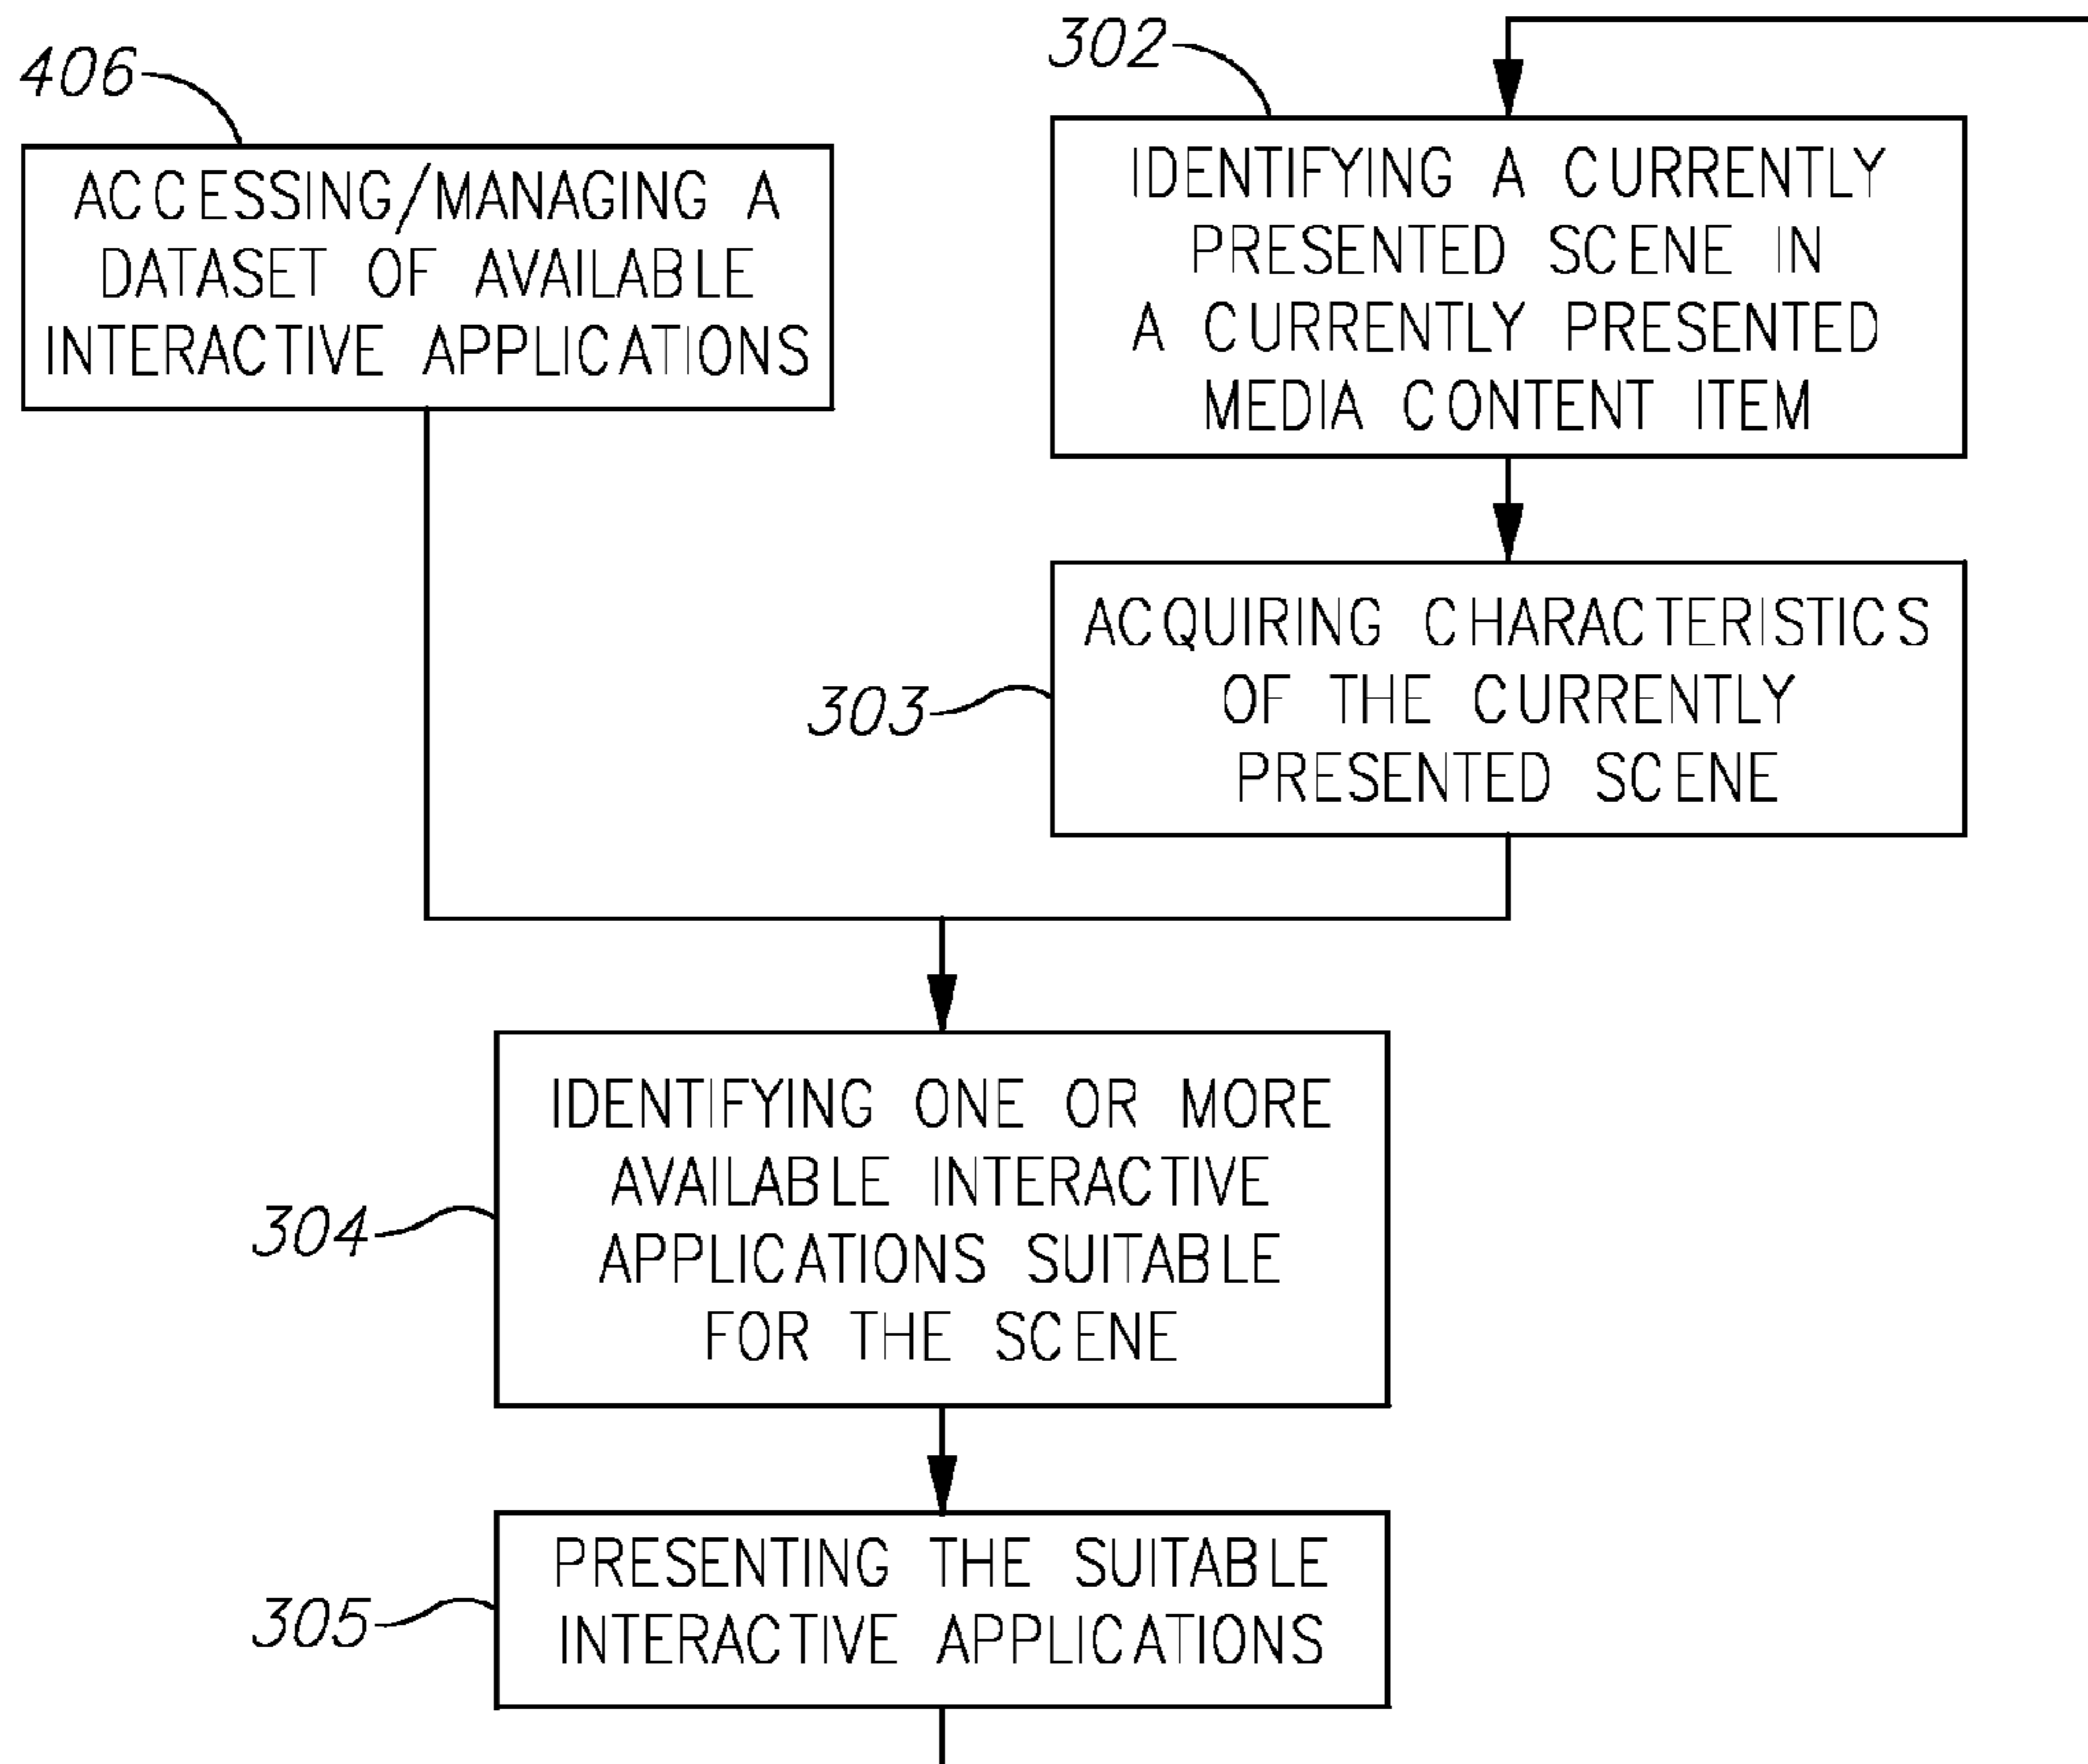 406
ACCESSING/MANAGING A
DATASET OF AVAILABLE
INTERACTIVE APPLICATIONS
302
IDENTIFYING A CURRENTLY
PRESENTED SCENE IN
A CURRENTLY PRESENTED
MEDIA CONTENT ITEM
303
ACQUIRING CHARACTERISTICS
OF THE CURRENTLY
PRESENTED SCENE
304
IDENTIFYING ONE OR MORE
AVAILABLE INTERACTIVE
APPLICATIONS SUITABLE
FOR THE SCENE
305
PRESENTING THE SUITABLE
INTERACTIVE APPLICATIONS